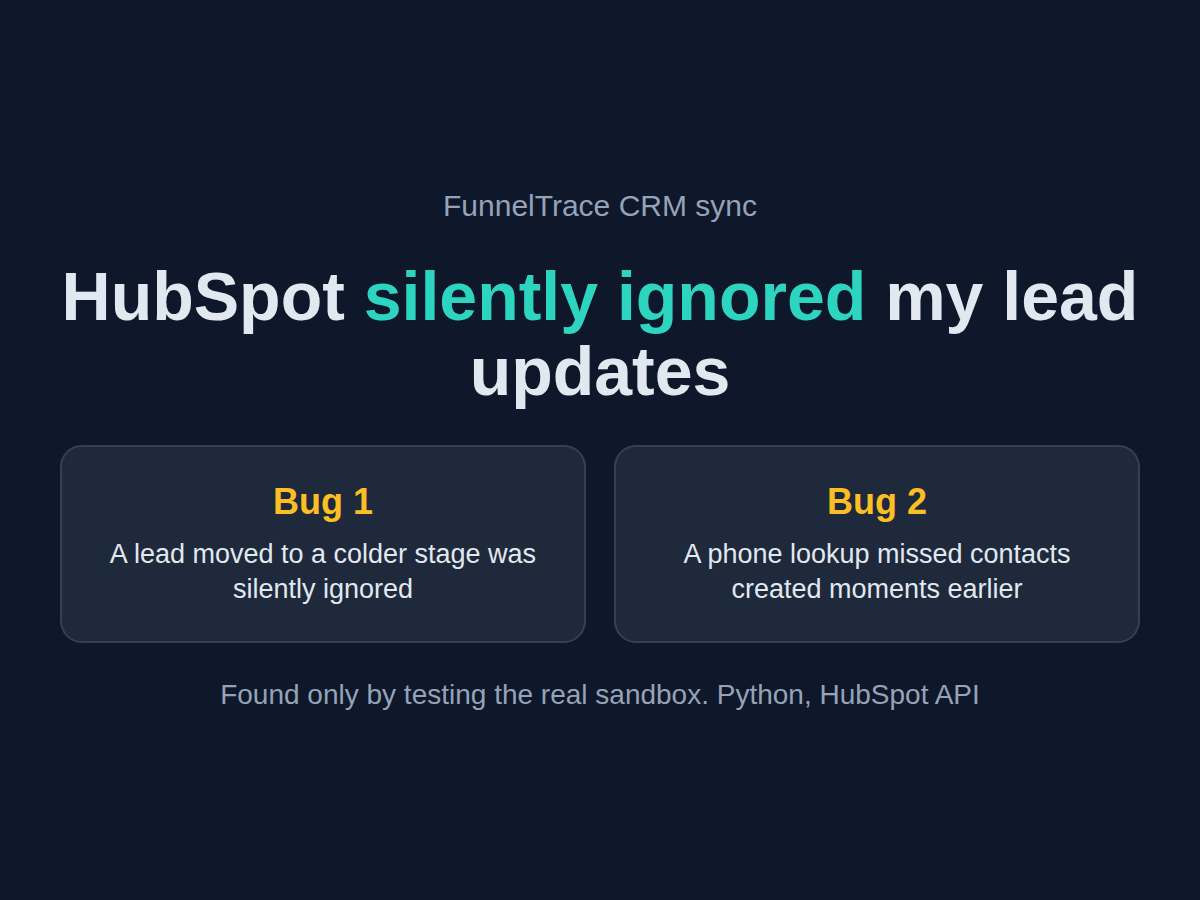 FunnelTrace CRM sync
HubSpot silently ignored my lead
updates
Bug 1
A lead moved to a colder stage was
silently ignored
Bug 2
A phone lookup missed contacts
created moments earlier
Found only by testing the real sandbox. Python, HubSpot API